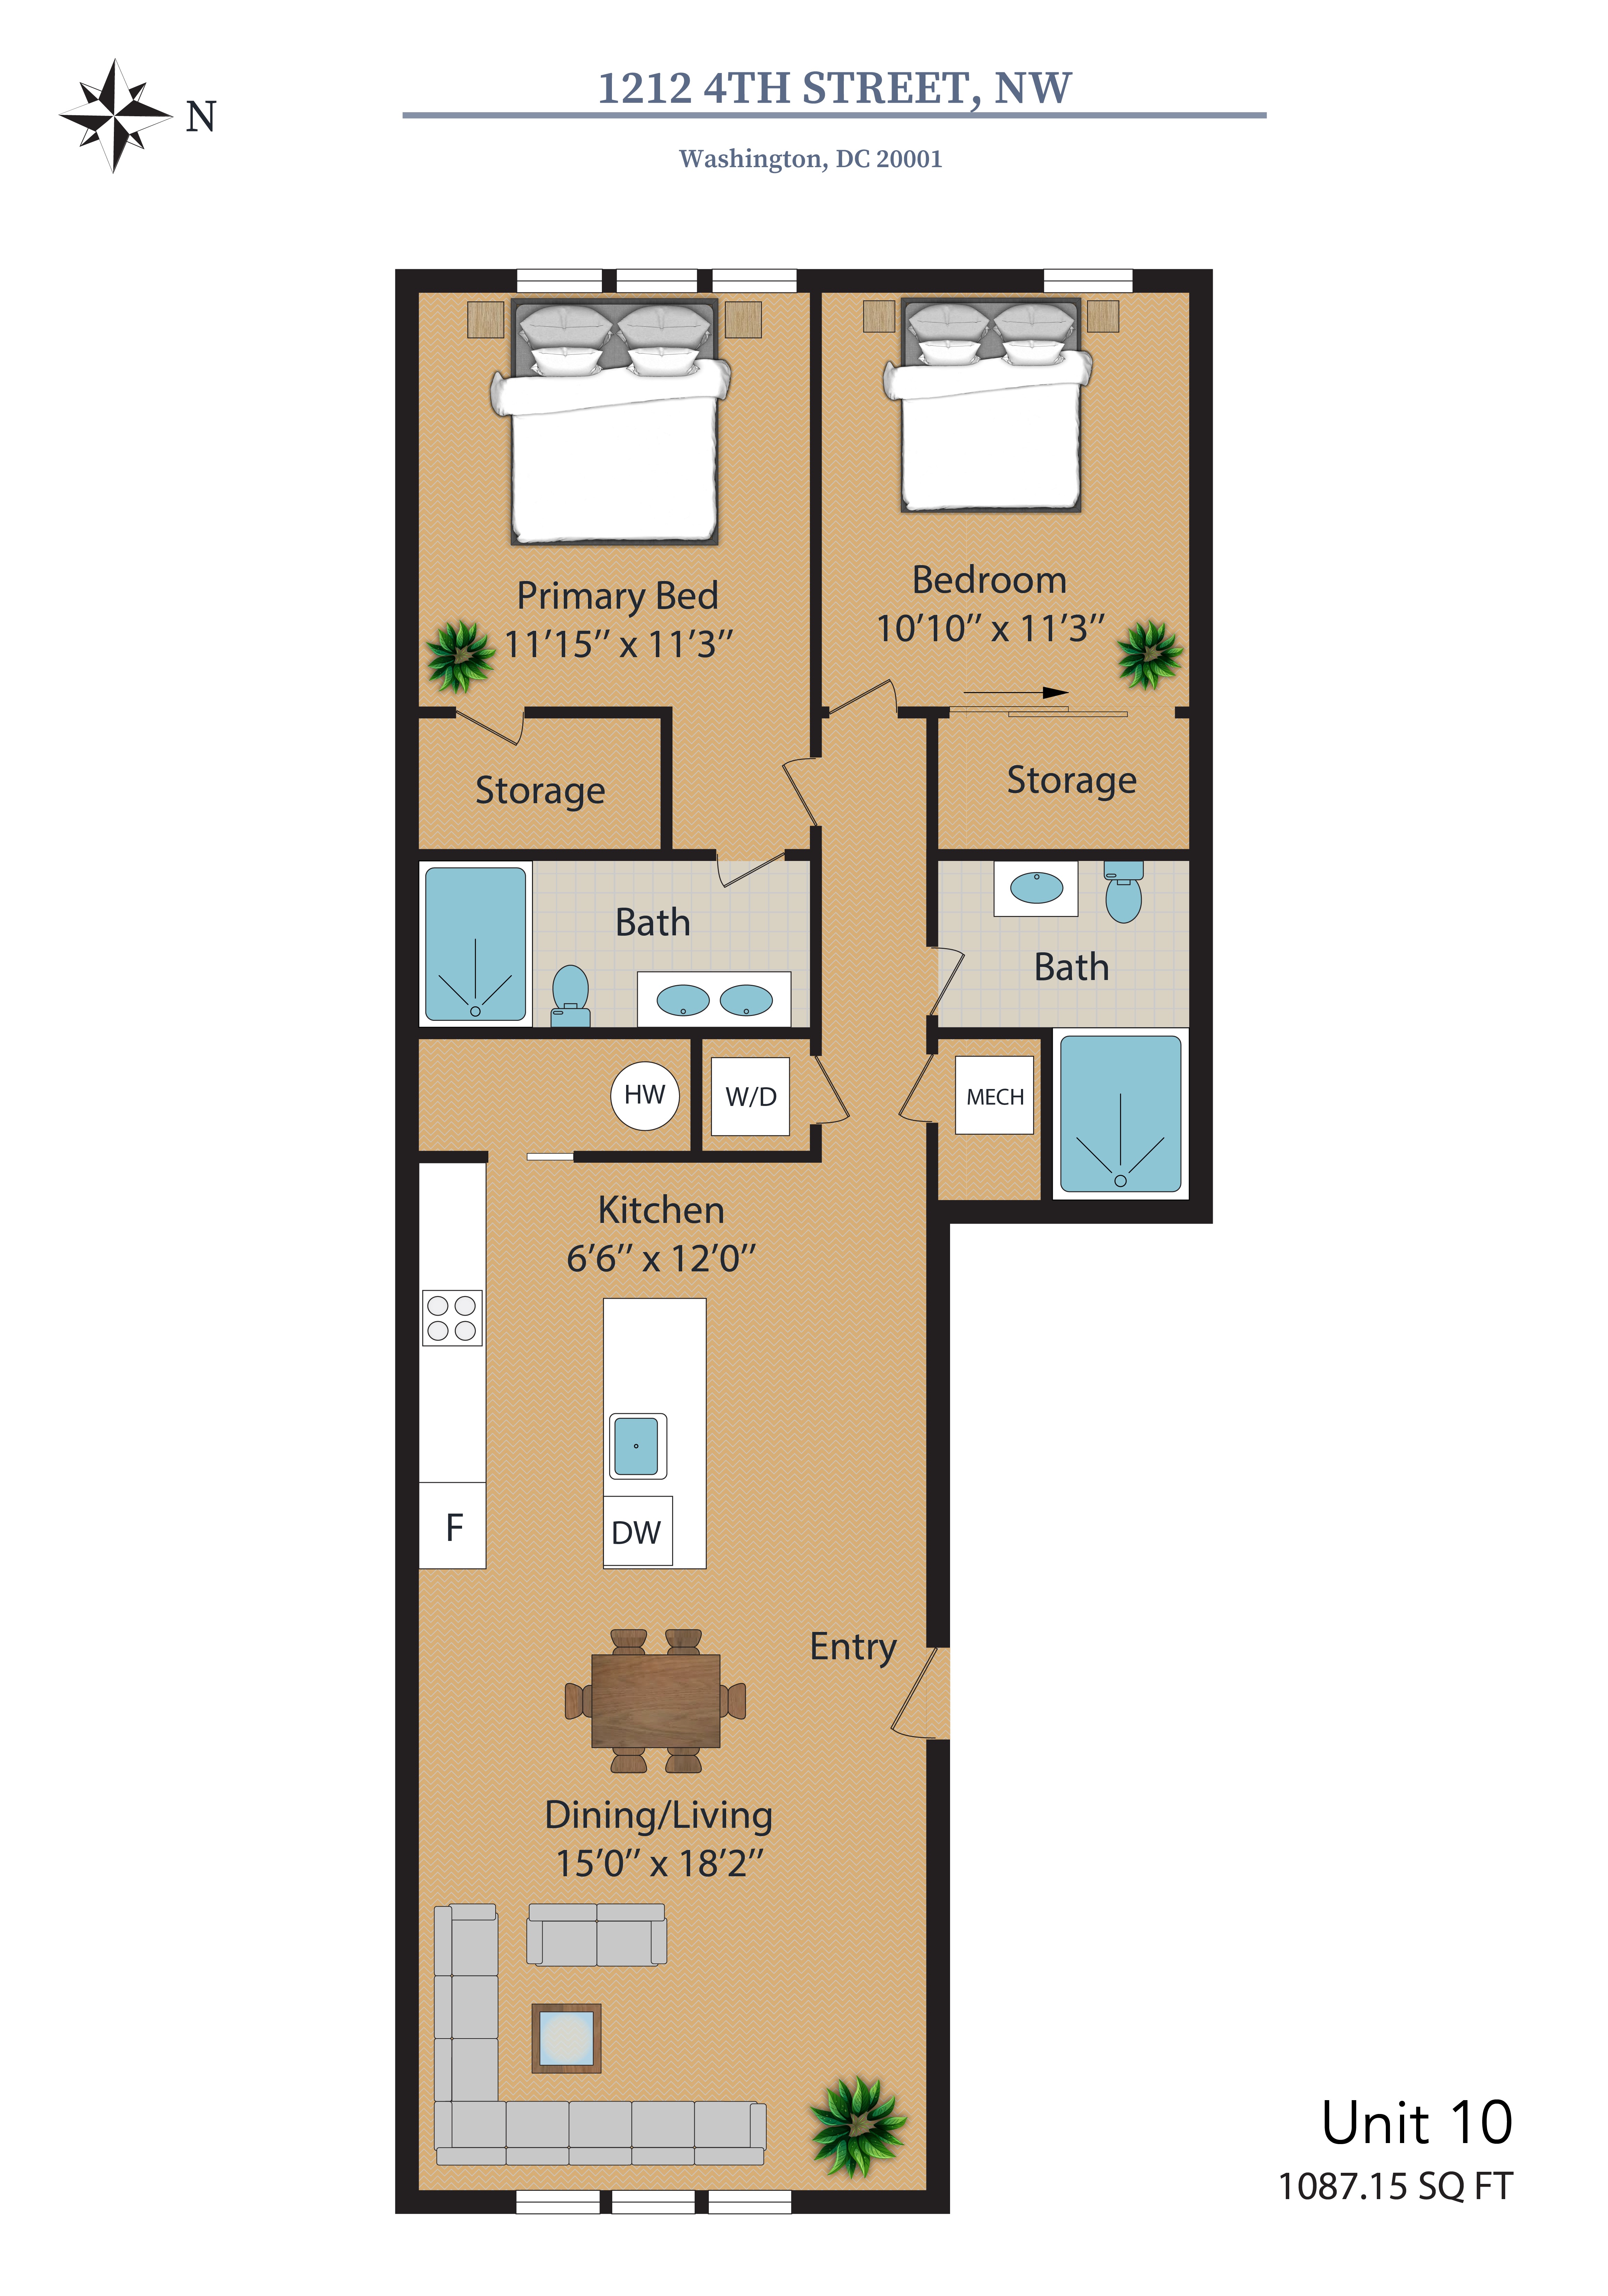 N
1212 4TH STREET, NW
Washington, DC 20001
Primary Bed
11’15’’ x 11’3’’
Bedroom
10’10’’ x 11’3’’
Storage
Storage
Bath
Bath
HW
W/D
MECH
Kitchen
6’6’’ x 12’0’’
F
DW
Entry
Dining/Living
15’0’’ x 18’2’’
Unit 10
1087.15 SQ FT